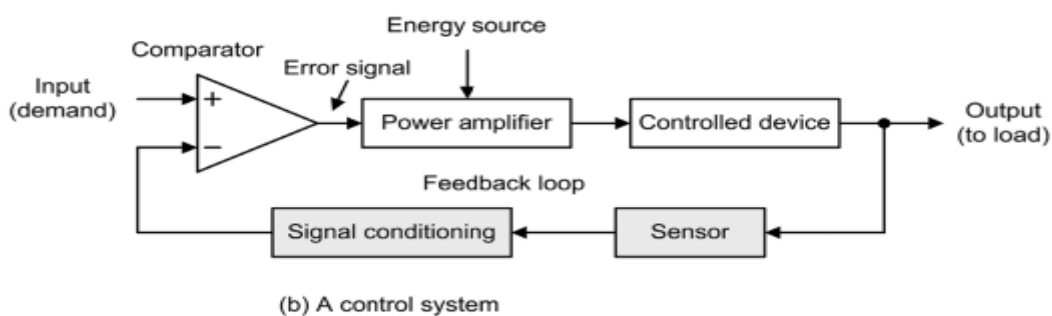 Energy source
Comparator
Error signal
Input
(demand)
+
Power amplifier
Controlled device
Output
(to load)
−
Feedback loop
Signal conditioning
Sensor
(b) A control system